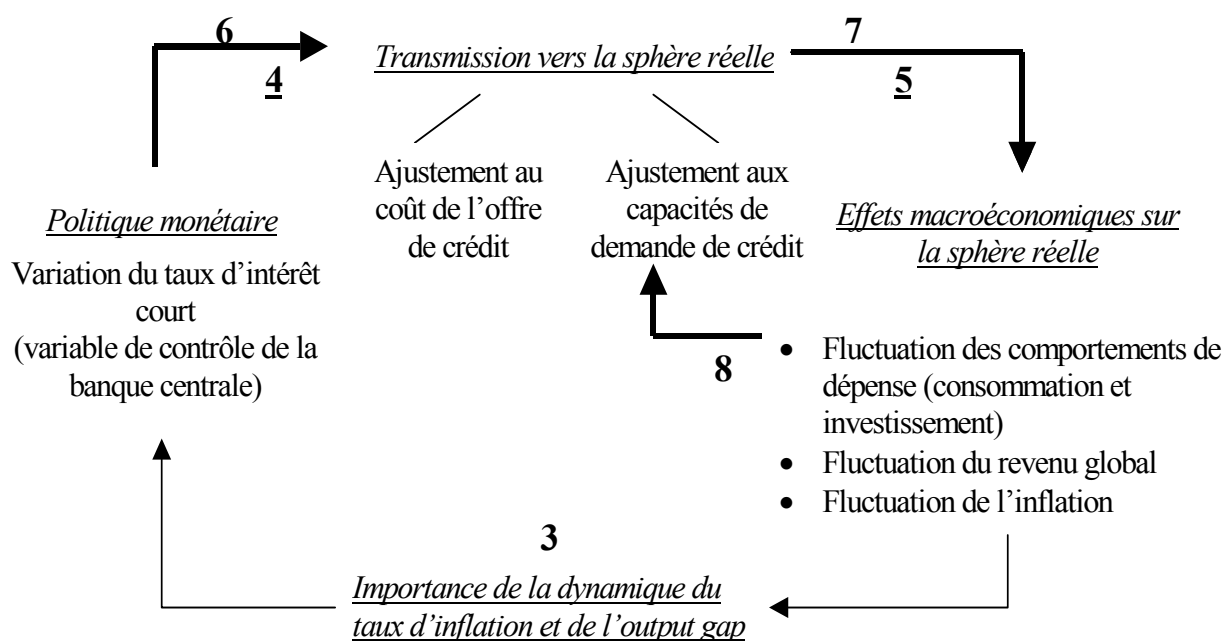 6
4
Transmission vers la sphère réelle
7
5
Ajustement au
coût de l’offre
de crédit
Ajustement aux
capacités de
demande de crédit
Politique monétaire
Variation du taux d’intérêt
court
(variable de contrôle de la
banque centrale)
Effets macroéconomiques sur
la sphère réelle
8
• Fluctuation des comportements de
dépense (consommation et
investissement)
• Fluctuation du revenu global
• Fluctuation de l’inflation
3
Importance de la dynamique du
taux d’inflation et de l’output gap